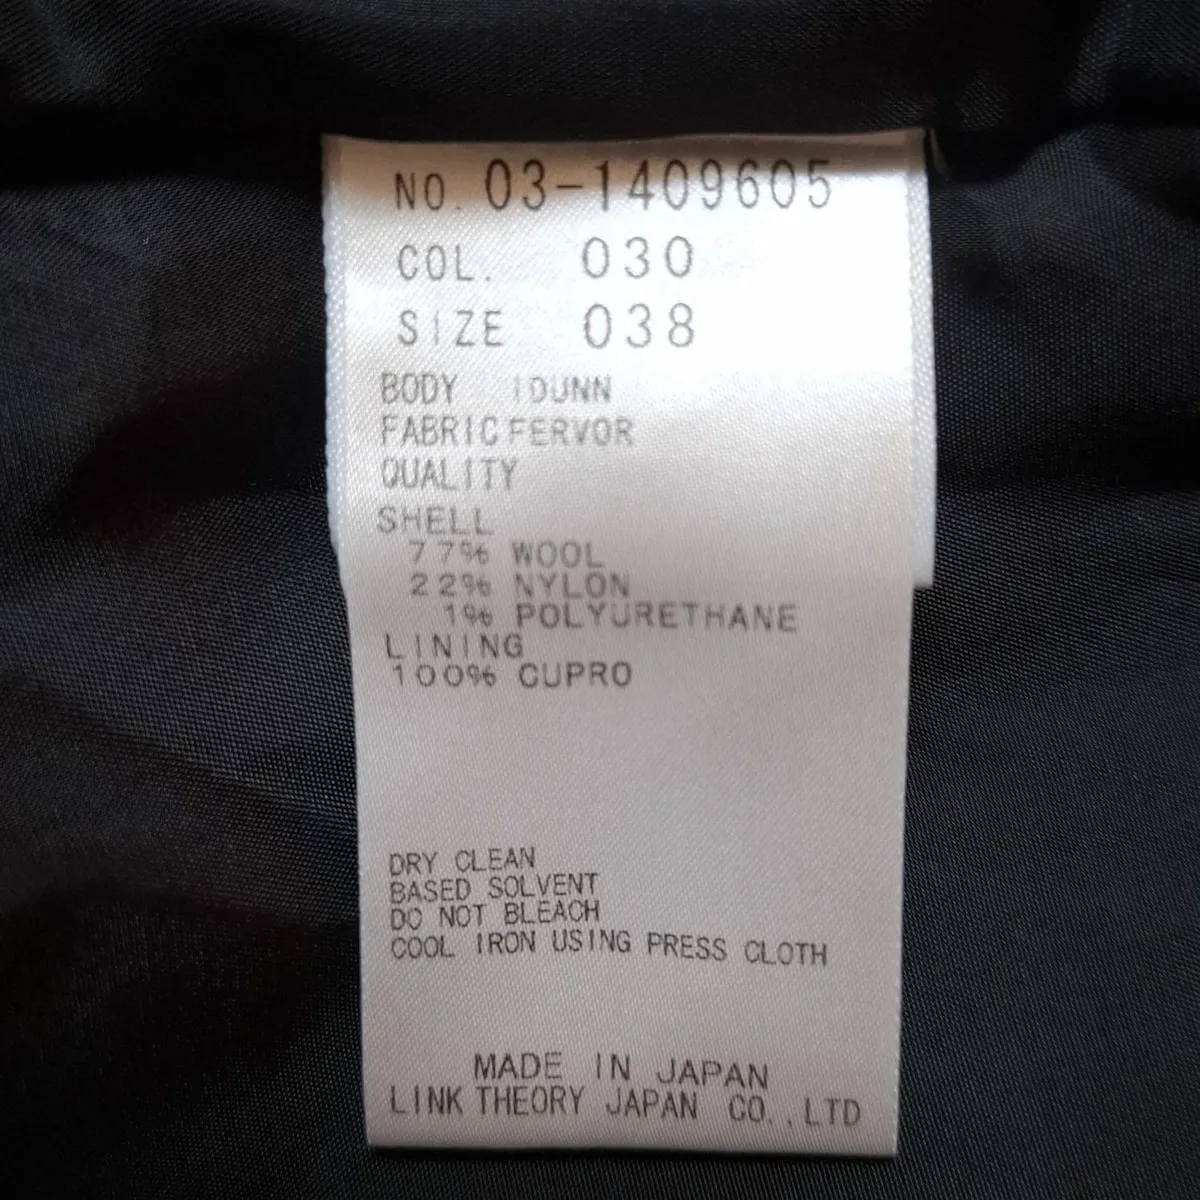 NO. 03-1409605
COL. 030
SIZE 038
BODY IDUNN
FABRIC FERVOR
QUALITY
SHELL
77% WOOL
22% NYLON
1% POLYURETHANE
LINING
100% CUPRO
DRY CLEAN
BASED SOLVENT
DO NOT BLEACH
COOL IRON USING PRESS CLOTH
MADE IN JAPAN
LINK THEORY JAPAN CO.,LTD